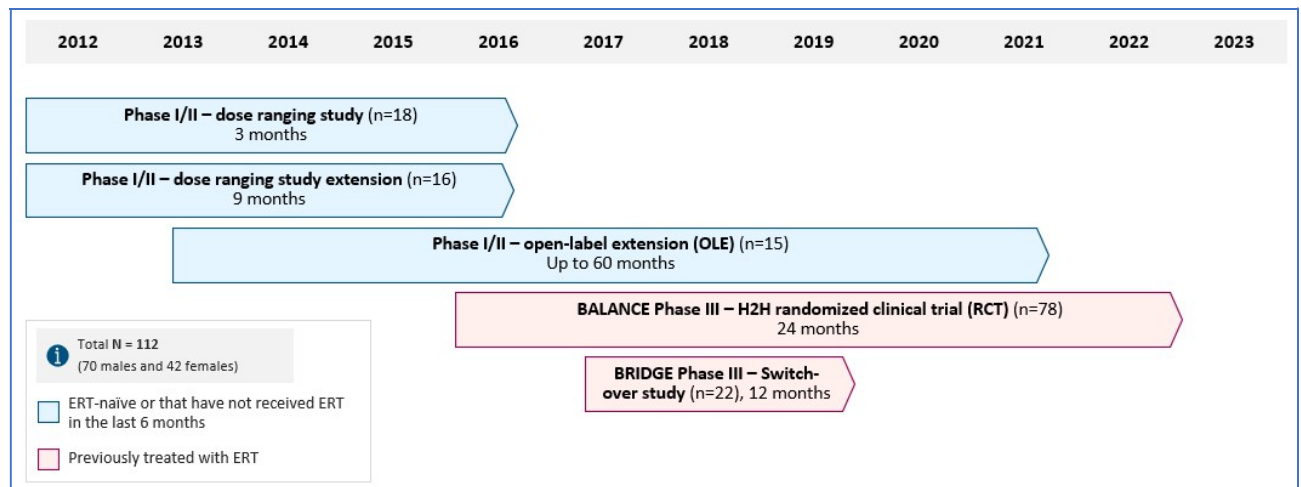 2012 2013 2014 2015 2016 2017 2018 2019 2020 2021 2022 2023
Phase I/II – dose ranging study (n=18)
3 months
Phase I/II – dose ranging study extension (n=16)
9 months
Phase I/II – open-label extension (OLE) (n=15)
Up to 60 months
BALANCE Phase III – H2H randomized clinical trial (RCT) (n=78)
24 months
BRIDGE Phase III – Switch-
over study (n=22), 12 months
i
Total N = 112
(70 males and 42 females)
ERT-naïve or that have not received ERT
in the last 6 months
Previously treated with ERT